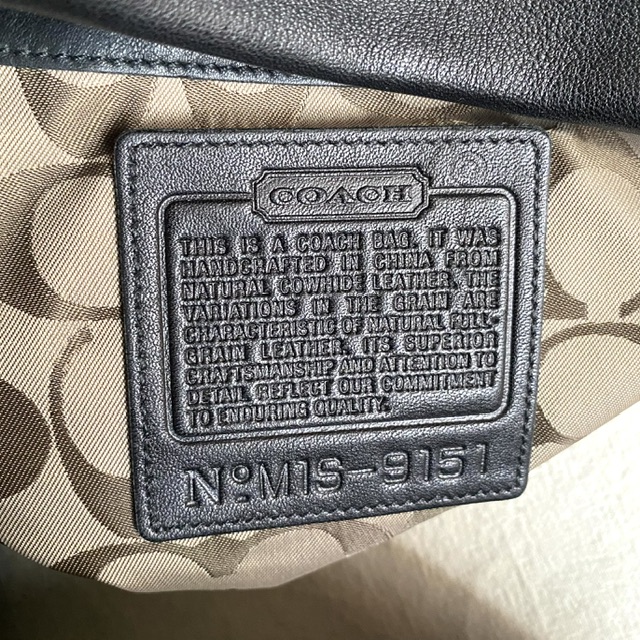 COACH
THIS IS A COACH BAG. IT WAS
HANDCRAFTED IN CHINA FROM
NATURAL COWHIDE LEATHER. THE
VARIATIONS IN THE GRAIN ARE
CHARACTERISTIC OF NATURAL FULL-
GRAIN LEATHER. ITS SUPERIOR
CRAFTSMANSHIP AND ATTENTION TO
DETAIL REFLECT OUR COMMITMENT
TO ENDURING QUALITY.
No M1S-9151